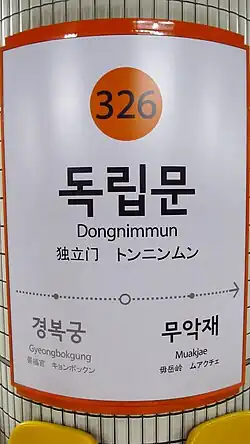 326
독립문
Dongnimmun
独立门 トンニンムン
경복궁
Gyeongbokgung
景福宫 キョンボックン
무악재
Muakjae
毋岳岭 ムアクチェ